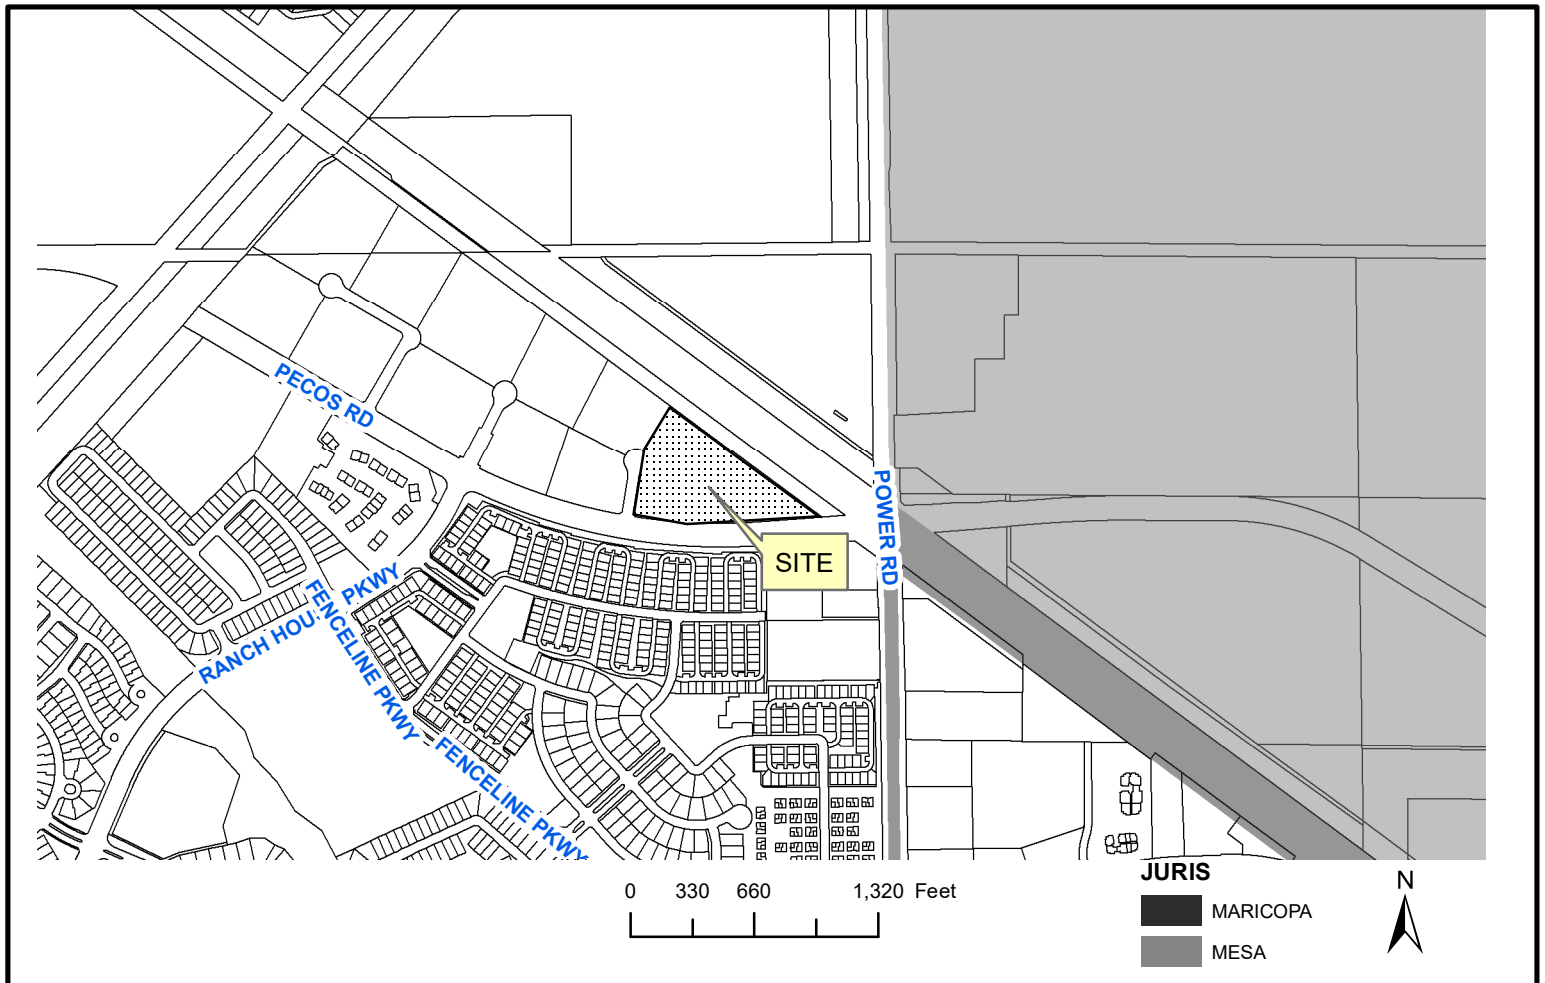 PECOS RD
POWER RD
SITE
RANCH HOU
PKWY
FENCELINE PKWY
FENCELINE PKWY
0 330 660 1,320 Feet
JURIS
MARICOPA
MESA
N